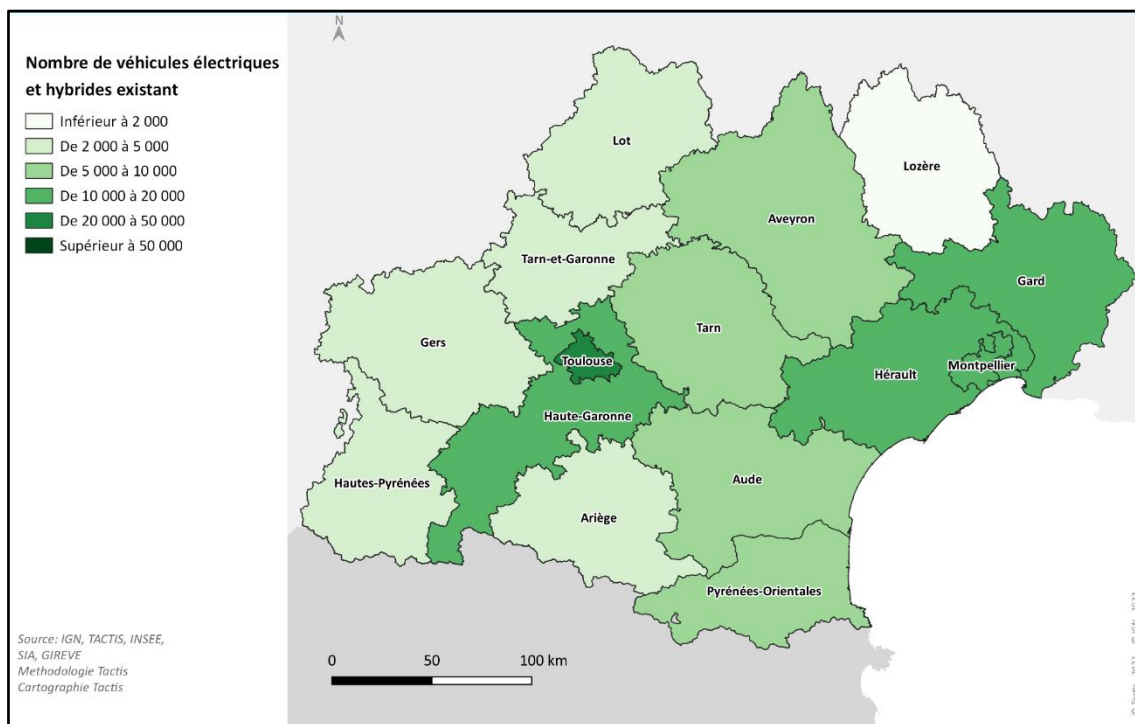 N
Nombre de véhicules électriques
et hybrides existant
Inférieur à 2 000
De 2 000 à 5 000
De 5 000 à 10 000
De 10 000 à 20 000
De 20 000 à 50 000
Supérieur à 50 000
Lot
Lozère
Aveyron
Tarn-et-Garonne
Gard
Tarn
Gers
Toulouse
Montpellier
Hérault
Haute-Garonne
Hautes-Pyrénées
Aude
Ariège
Pyrénées-Orientales
Source: IGN, TACTIS, INSEE,
SIA, GIREVE
Methodologie Tactis
Cartographie Tactis
0 50 100 km